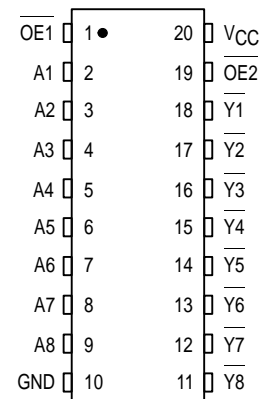 OE1 1 20 VCC
A1 2 19 OE2
A2 3 18 Y1
A3 4 17 Y2
A4 5 16 Y3
A5 6 15 Y4
A6 7 14 Y5
A7 8 13 Y6
A8 9 12 Y7
GND 10 11 Y8